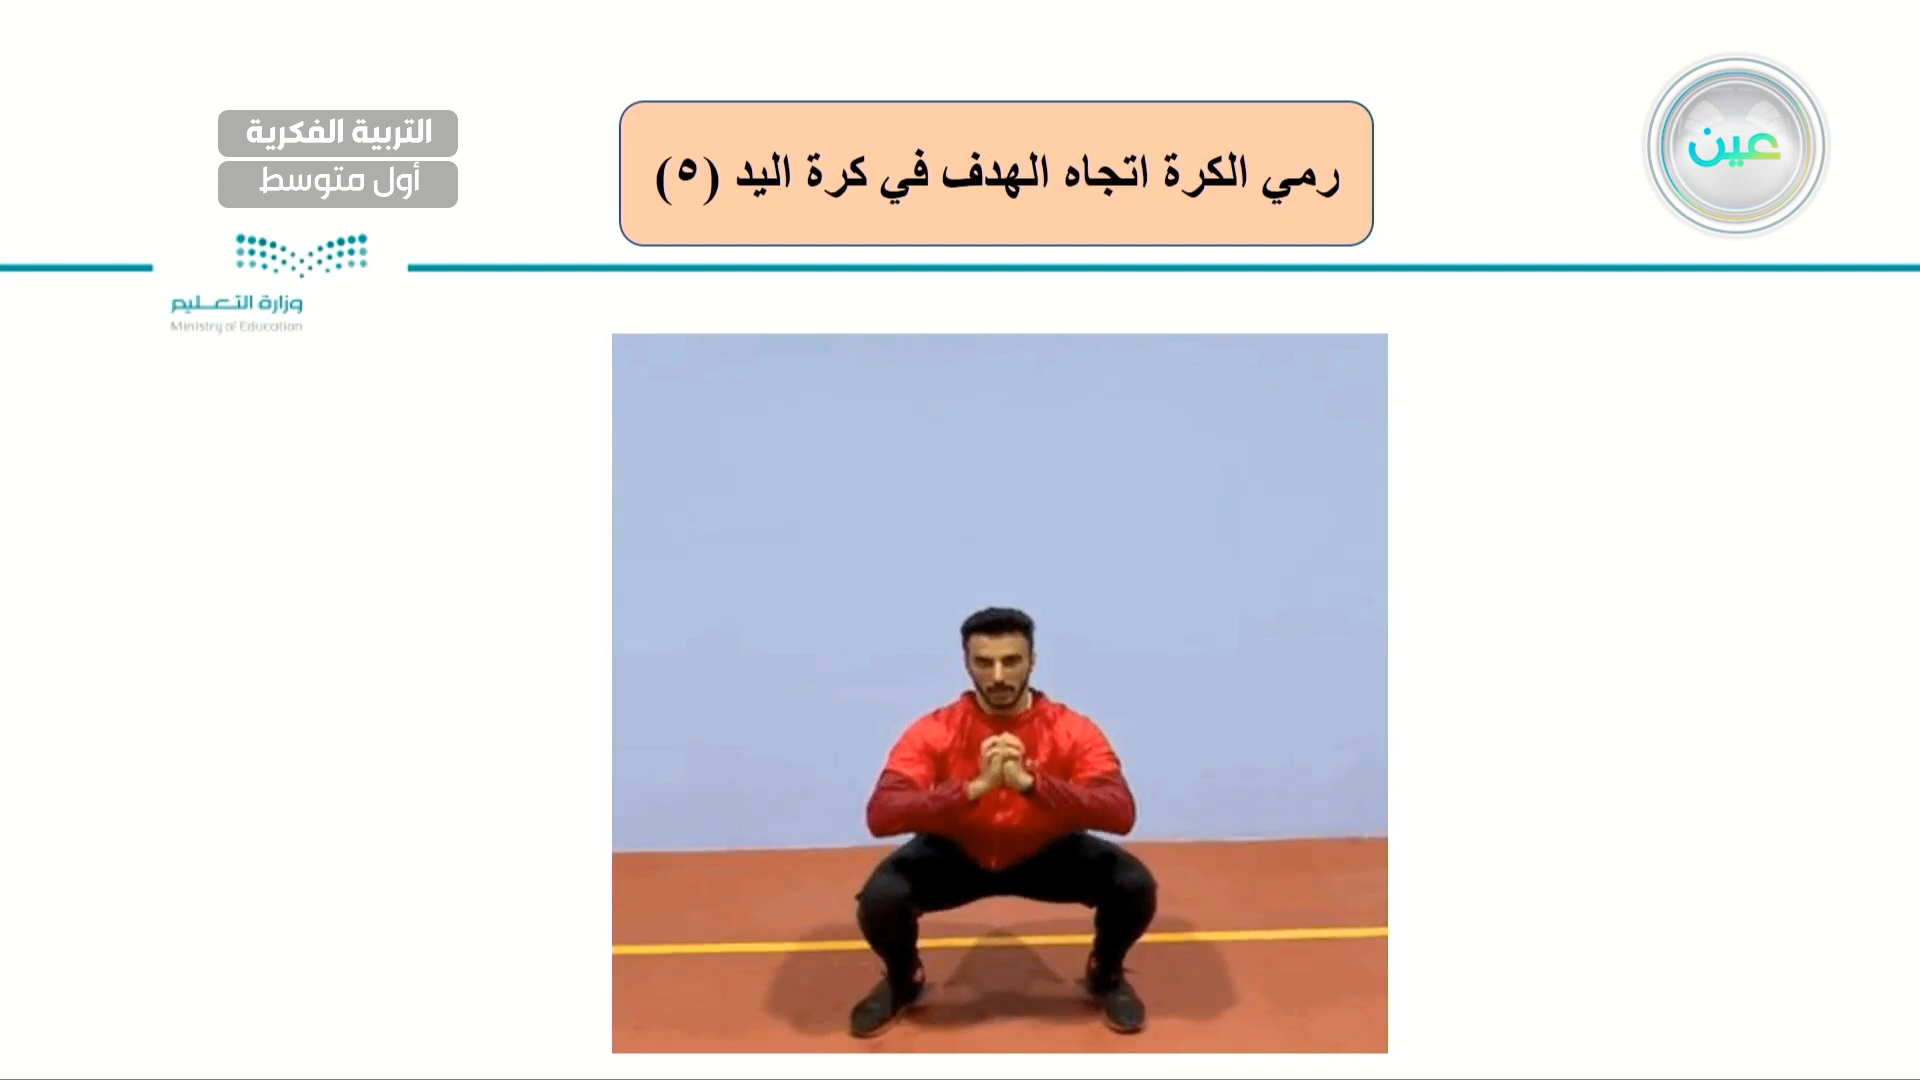 عين
رمي الكرة اتجاه الهدف في كرة اليد (٥)
التربية الفكرية
أول متوسط
وزارة التعليم
Ministry of Education